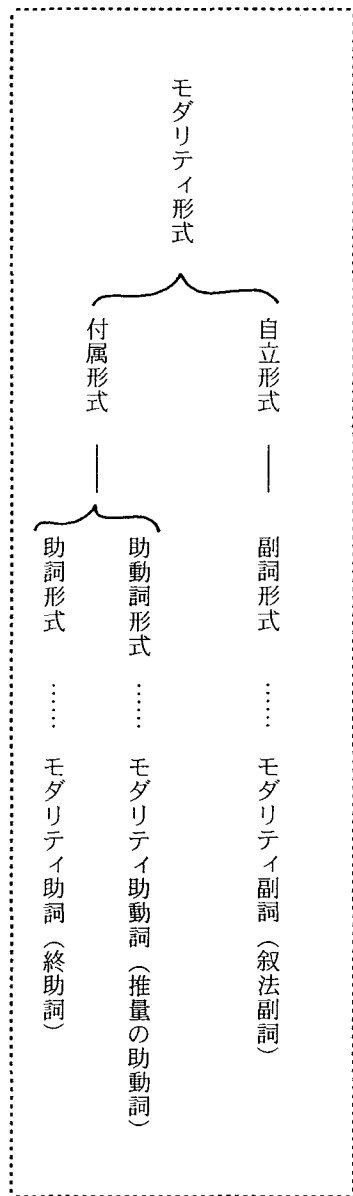 モダリティ形式
自立形式 ―― 副詞形式 …… モダリティ副詞（叙法副詞）
付属形式 ―― 助動詞形式 …… モダリティ助動詞（推量の助動詞）
助詞形式 …… モダリティ助詞（終助詞）